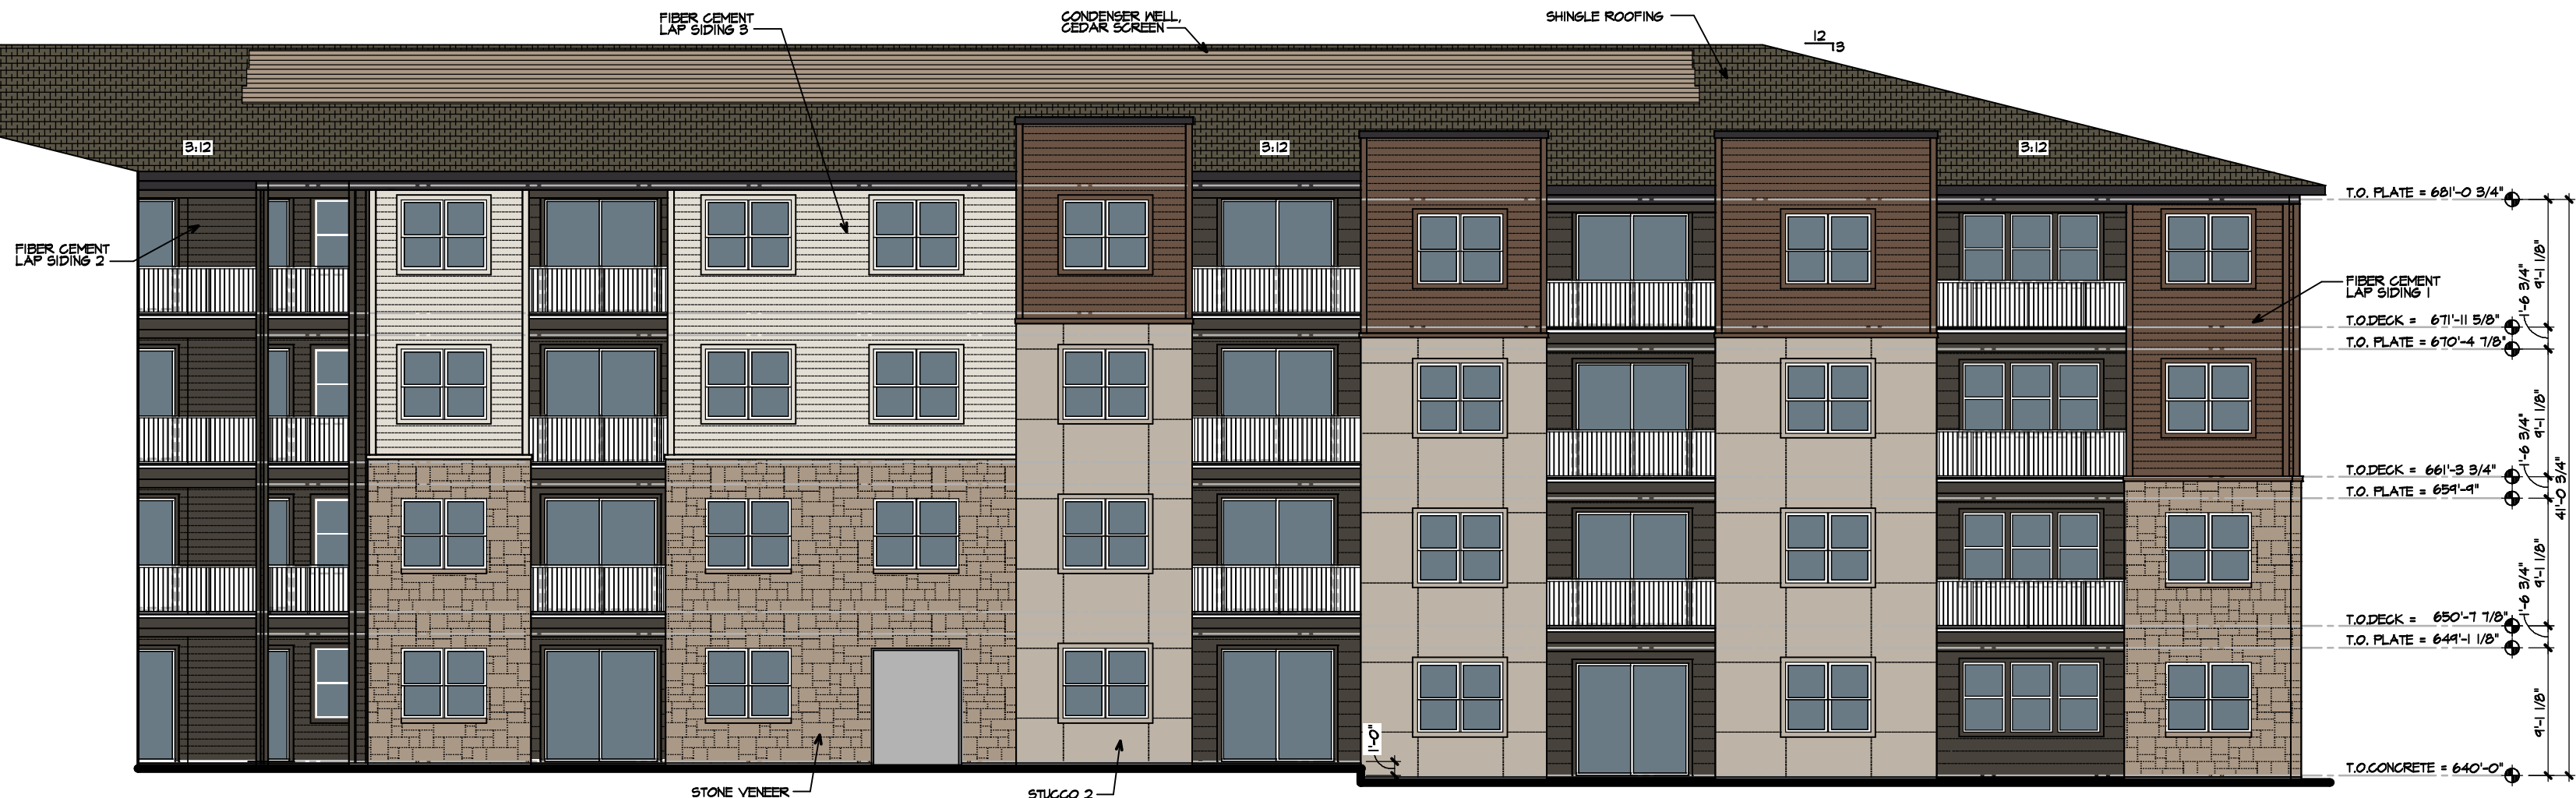 FIBER CEMENT
LAP SIDING 3
CONDENSER WELL,
CEDAR SCREEN
SHINGLE ROOFING
12
3
3:12
3:12
3:12
FIBER CEMENT
LAP SIDING 2
T.O. PLATE = 681'-0 3/4"
FIBER CEMENT
LAP SIDING 1
T.O.DECK = 671'-11 5/8"
T.O. PLATE = 670'-4 7/8"
T.O.DECK = 661'-3 3/4"
T.O. PLATE = 659'-9"
T.O.DECK = 650'-7 7/8"
T.O. PLATE = 649'-1 1/8"
T.O.CONCRETE = 640'-0"
9'-1 1/8"
1'-6 3/4"
9'-1 1/8"
1'-6 3/4"
9'-1 1/8"
1'-6 3/4"
9'-1 1/8"
41'-0 3/4"
1'-0"
STONE VENEER
STUCCO 2